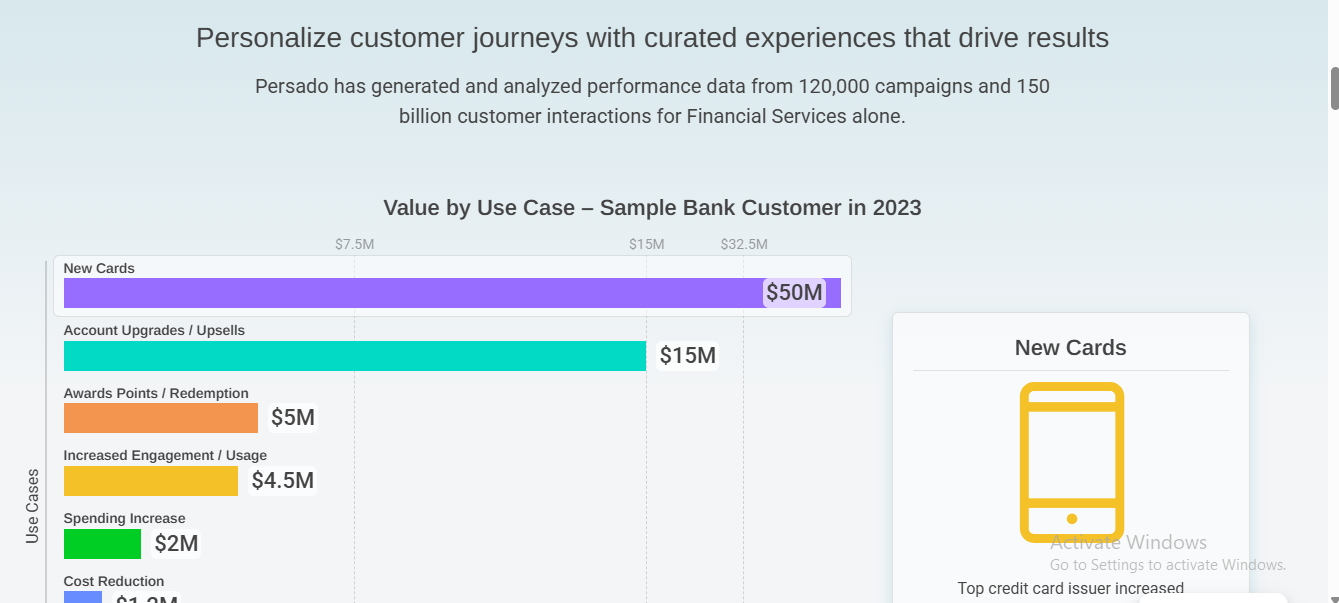 Personalize customer journeys with curated experiences that drive results
Persado has generated and analyzed performance data from 120,000 campaigns and 150
billion customer interactions for Financial Services alone.
Value by Use Case – Sample Bank Customer in 2023
$7.5M $15M $32.5M
New Cards
$50M
Account Upgrades / Upsells
$15M
Awards Points / Redemption
$5M
Increased Engagement / Usage
$4.5M
Spending Increase
$2M
Cost Reduction
Use Cases
New Cards
Activate Windows
Go to Settings to activate Windows.
Top credit card issuer increased